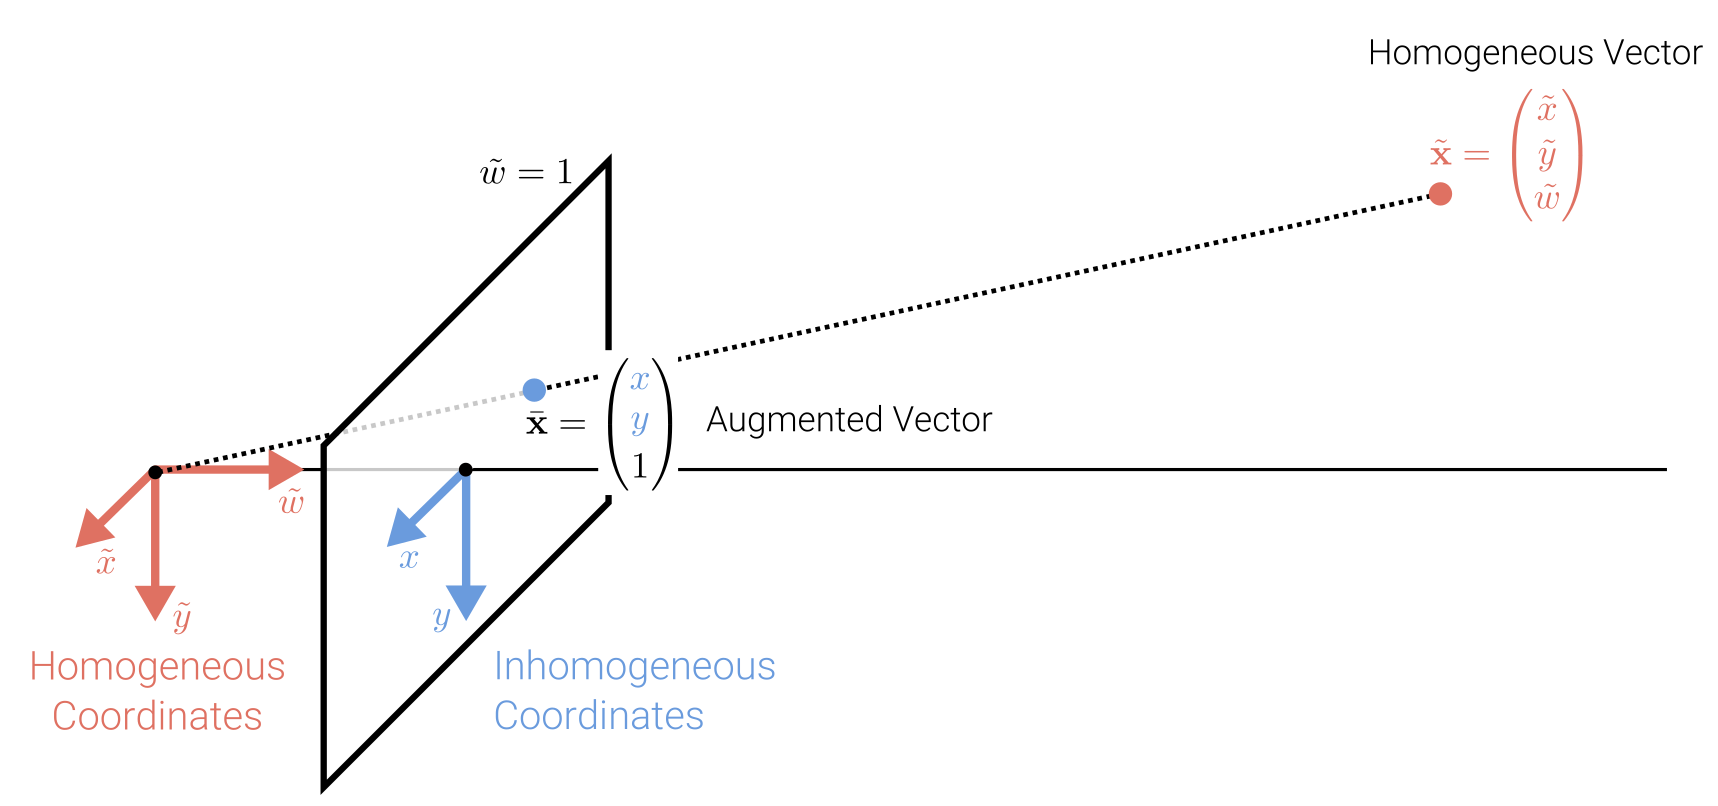 Homogeneous Vector
x̃ = (x̃ ỹ w̃)
w̃ = 1
x̄ = (x y 1)
Augmented Vector
w̃
x̃
ỹ
x
y
Homogeneous
Coordinates
Inhomogeneous
Coordinates